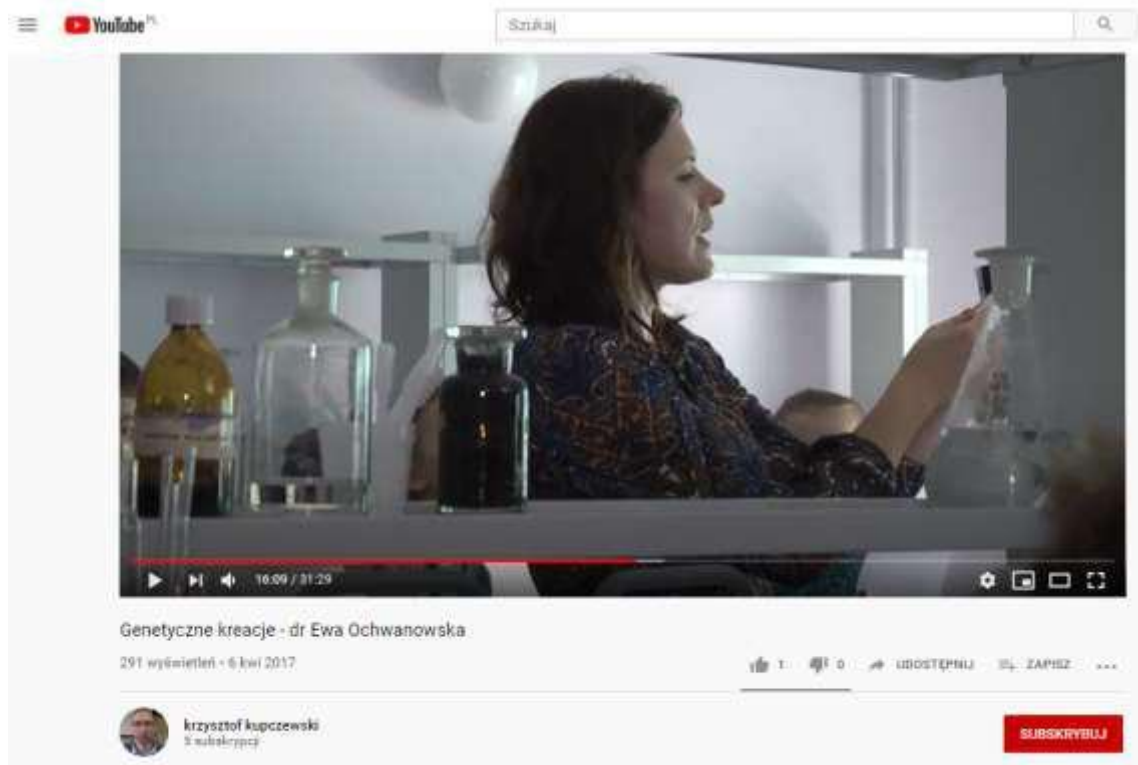 YouTube PL
Szukaj
16:09 / 31:29
Genetyczne kreacje - dr Ewa Ochwanowska
291 wyświetleń • 6 kwi 2017
1 0 UDOSTĘPNIJ ZAPISZ
krzysztof kupczewski
5 subskrypcji
SUBSKRYBUJ